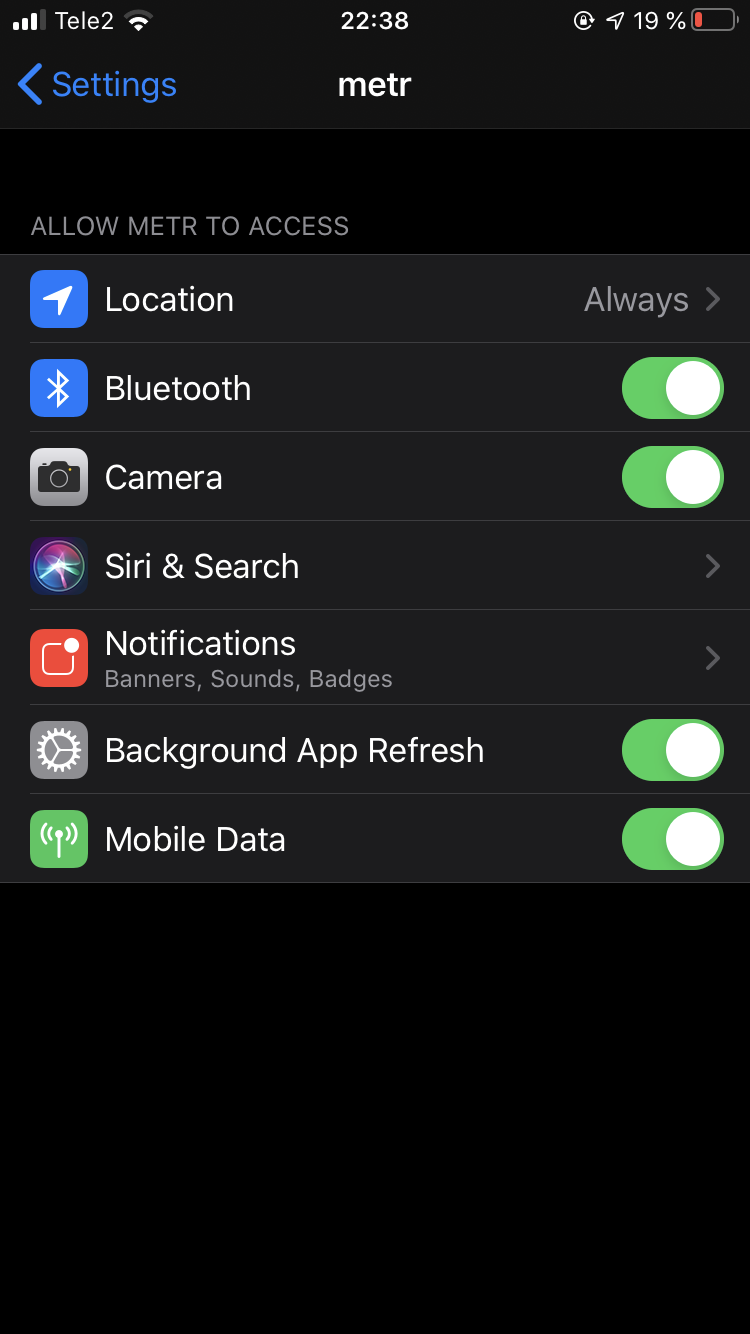 Tele2 22:38 19 %
Settings metr
ALLOW METR TO ACCESS
Location Always
Bluetooth
Camera
Siri & Search
Notifications
Banners, Sounds, Badges
Background App Refresh
Mobile Data